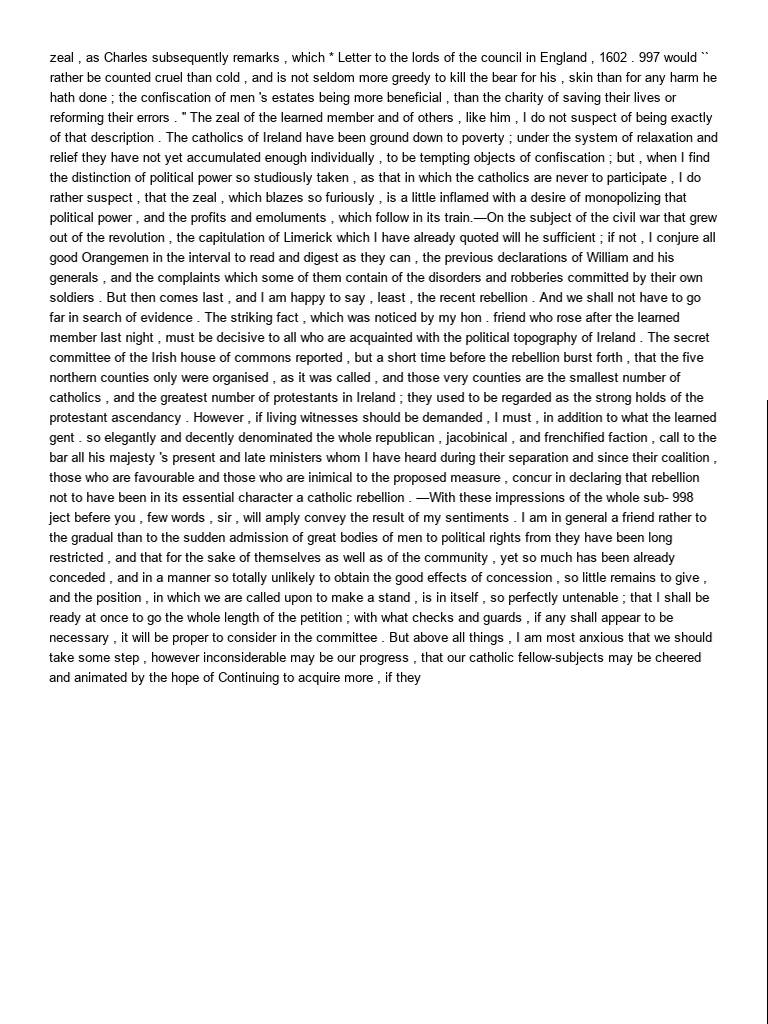 zeal , as Charles subsequently remarks , which * Letter to the lords of the council in England , 1602 . 997 would ``
rather be counted cruel than cold , and is not seldom more greedy to kill the bear for his , skin than for any harm he
hath done ; the confiscation of men 's estates being more beneficial , than the charity of saving their lives or
reforming their errors . " The zeal of the learned member and of others , like him , I do not suspect of being exactly
of that description . The catholics of Ireland have been ground down to poverty ; under the system of relaxation and
relief they have not yet accumulated enough individually , to be tempting objects of confiscation ; but , when I find
the distinction of political power so studiously taken , as that in which the catholics are never to participate , I do
rather suspect , that the zeal , which blazes so furiously , is a little inflamed with a desire of monopolizing that
political power , and the profits and emoluments , which follow in its train.—On the subject of the civil war that grew
out of the revolution , the capitulation of Limerick which I have already quoted will he sufficient ; if not , I conjure all
good Orangemen in the interval to read and digest as they can , the previous declarations of William and his
generals , and the complaints which some of them contain of the disorders and robberies committed by their own
soldiers . But then comes last , and I am happy to say , least , the recent rebellion . And we shall not have to go
far in search of evidence . The striking fact , which was noticed by my hon . friend who rose after the learned
member last night , must be decisive to all who are acquainted with the political topography of Ireland . The secret
committee of the Irish house of commons reported , but a short time before the rebellion burst forth , that the five
northern counties only were organised , as it was called , and those very counties are the smallest number of
catholics , and the greatest number of protestants in Ireland ; they used to be regarded as the strong holds of the
protestant ascendancy . However , if living witnesses should be demanded , I must , in addition to what the learned
gent . so elegantly and decently denominated the whole republican , jacobinical , and frenchified faction , call to the
bar all his majesty 's present and late ministers whom I have heard during their separation and since their coalition ,
those who are favourable and those who are inimical to the proposed measure , concur in declaring that rebellion
not to have been in its essential character a catholic rebellion . —With these impressions of the whole sub- 998
ject befere you , few words , sir , will amply convey the result of my sentiments . I am in general a friend rather to
the gradual than to the sudden admission of great bodies of men to political rights from they have been long
restricted , and that for the sake of themselves as well as of the community , yet so much has been already
conceded , and in a manner so totally unlikely to obtain the good effects of concession , so little remains to give ,
and the position , in which we are called upon to make a stand , is in itself , so perfectly untenable ; that I shall be
ready at once to go the whole length of the petition ; with what checks and guards , if any shall appear to be
necessary , it will be proper to consider in the committee . But above all things , I am most anxious that we should
take some step , however inconsiderable may be our progress , that our catholic fellow-subjects may be cheered
and animated by the hope of Continuing to acquire more , if they